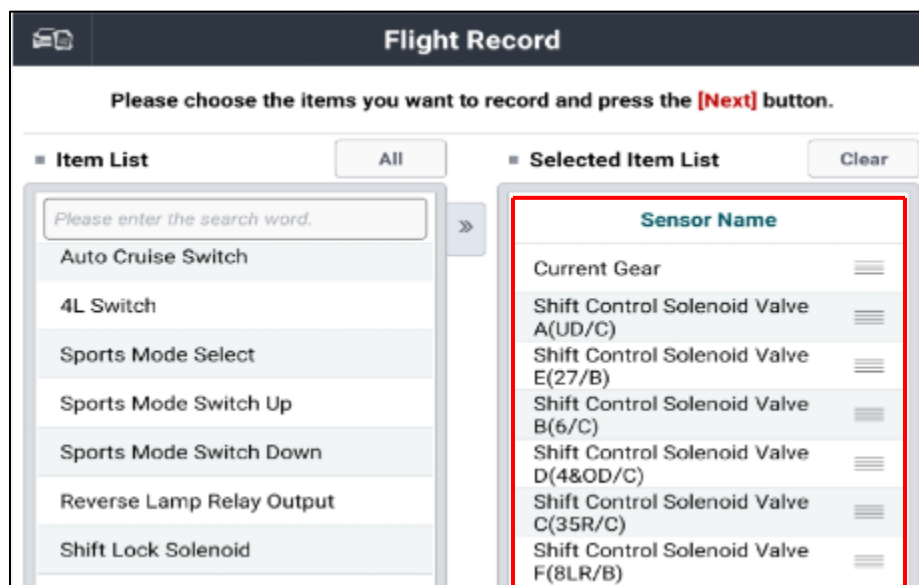 Flight Record
Please choose the items you want to record and press the [Next] button.
Item List
All
Please enter the search word.
Auto Cruise Switch
4L Switch
Sports Mode Select
Sports Mode Switch Up
Sports Mode Switch Down
Reverse Lamp Relay Output
Shift Lock Solenoid
»
Selected Item List
Clear
Sensor Name
Current Gear
Shift Control Solenoid Valve
A(UD/C)
Shift Control Solenoid Valve
E(27/B)
Shift Control Solenoid Valve
B(6/C)
Shift Control Solenoid Valve
D(4&OD/C)
Shift Control Solenoid Valve
C(35R/C)
Shift Control Solenoid Valve
F(8LR/B)